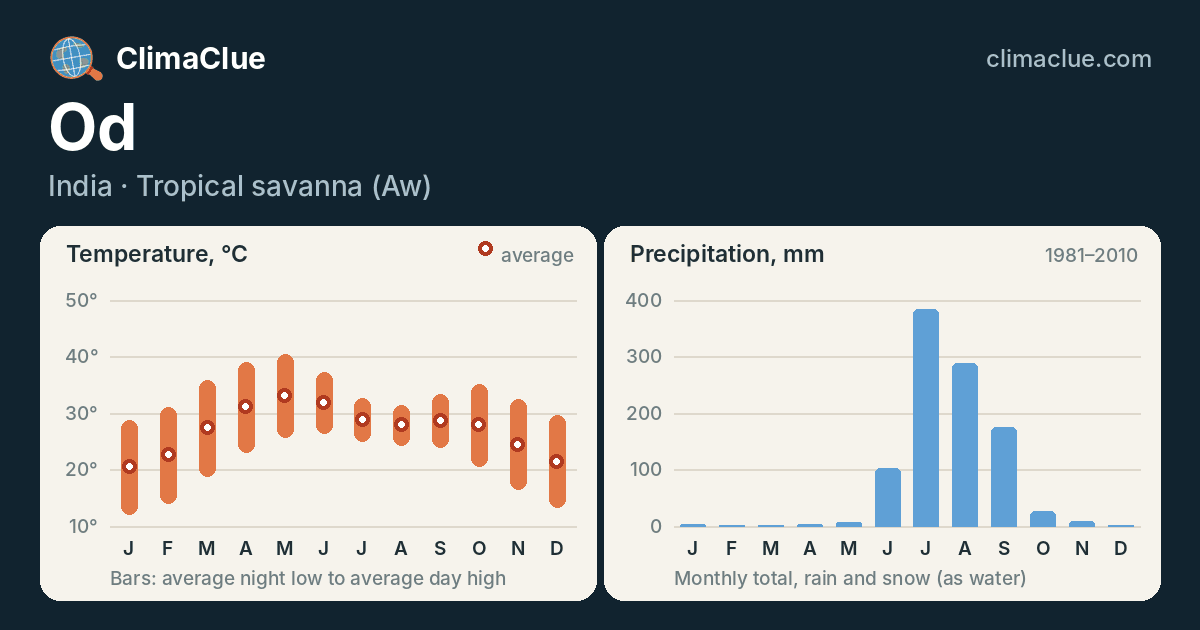 ClimaClue
climaclue.com
Od
India · Tropical savanna (Aw)
Temperature, °C
average
50°
40°
30°
20°
10°
J F M A M J J A S O N D
Bars: average night low to average day high
Precipitation, mm
1981–2010
400
300
200
100
0
J F M A M J J A S O N D
Monthly total, rain and snow (as water)